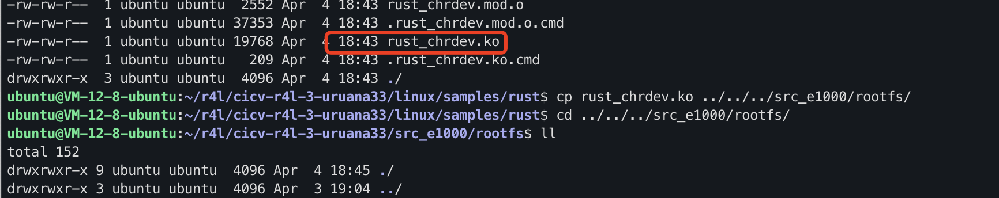 -rw-rw-r-- 1 ubuntu ubuntu 2552 Apr 4 18:43 rust_chrdev.mod.o
-rw-rw-r-- 1 ubuntu ubuntu 37353 Apr 4 18:43 .rust_chrdev.mod.o.cmd
-rw-rw-r-- 1 ubuntu ubuntu 19768 Apr 4 18:43 rust_chrdev.ko
-rw-rw-r-- 1 ubuntu ubuntu 209 Apr 4 18:43 .rust_chrdev.ko.cmd
drwxrwxr-x 3 ubuntu ubuntu 4096 Apr 4 18:43 ./
ubuntu@VM-12-8-ubuntu:~/r4l/cicv-r4l-3-uruana33/linux/samples/rust$ cp rust_chrdev.ko ../../../src_e1000/rootfs/
ubuntu@VM-12-8-ubuntu:~/r4l/cicv-r4l-3-uruana33/linux/samples/rust$ cd ../../../src_e1000/rootfs/
ubuntu@VM-12-8-ubuntu:~/r4l/cicv-r4l-3-uruana33/src_e1000/rootfs$ ll
total 152
drwxrwxr-x 9 ubuntu ubuntu 4096 Apr 4 18:45 ./
drwxrwxr-x 3 ubuntu ubuntu 4096 Apr 3 19:04 ../